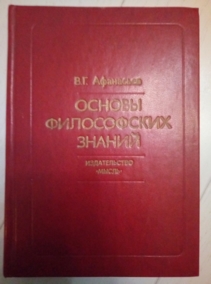 В.Г. Афанасьев
ОСНОВЫ
ФИЛОСОФСКИХ
ЗНАНИЙ
ИЗДАТЕЛЬСТВО
«МЫСЛЬ»